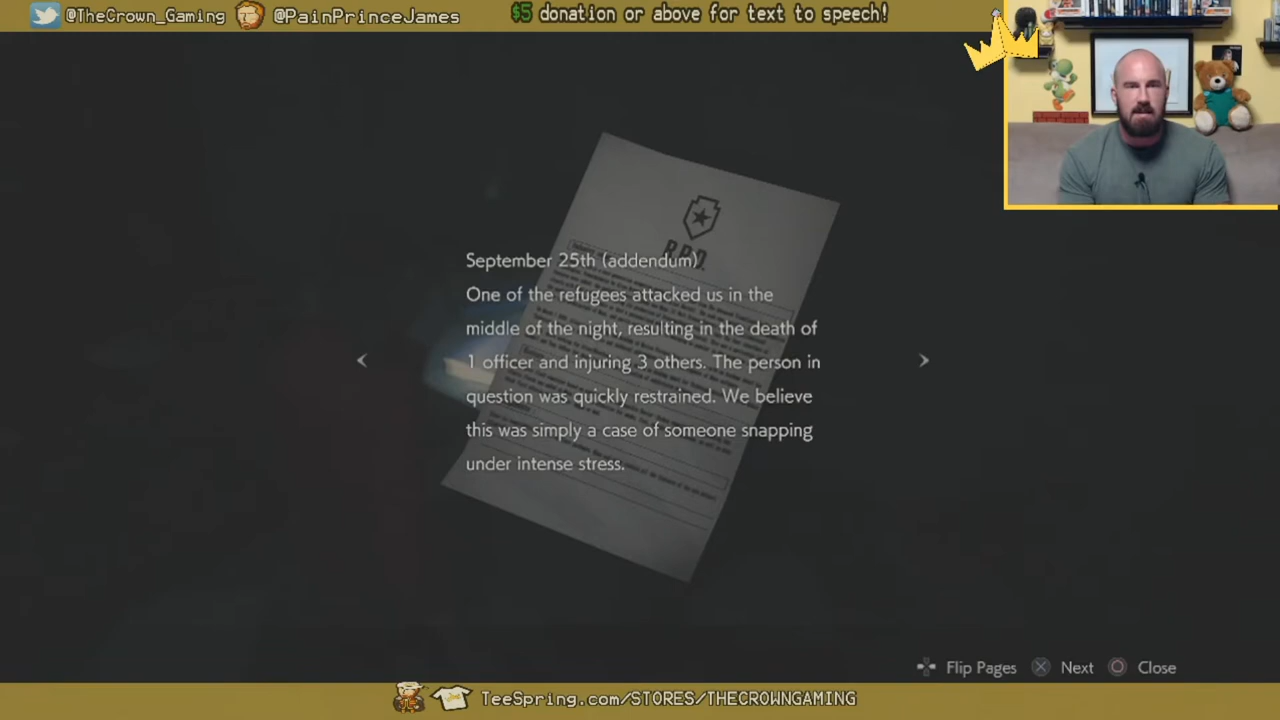 @TheCrown_Gaming @PainPrinceJames $5 donation or above for text to speech!
R.P.D.
September 25th (addendum)
One of the refugees attacked us in the
middle of the night, resulting in the death of
1 officer and injuring 3 others. The person in
question was quickly restrained. We believe
this was simply a case of someone snapping
under intense stress.
Flip Pages Next Close
TeeSpring.com/STORES/THECROWNGAMING